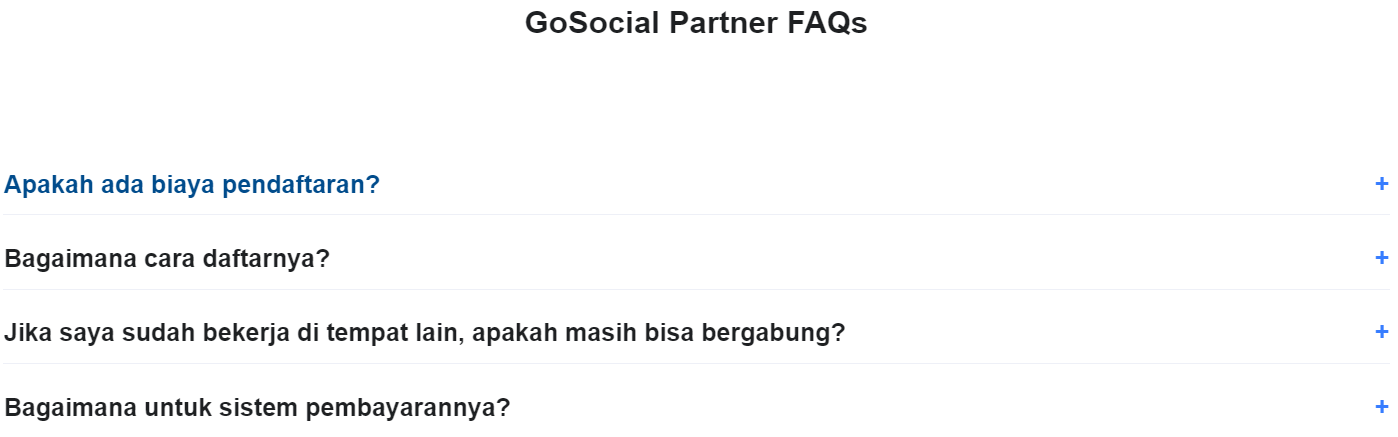 GoSocial Partner FAQs
Apakah ada biaya pendaftaran? +
Bagaimana cara daftarnya? +
Jika saya sudah bekerja di tempat lain, apakah masih bisa bergabung? +
Bagaimana untuk sistem pembayarannya? +